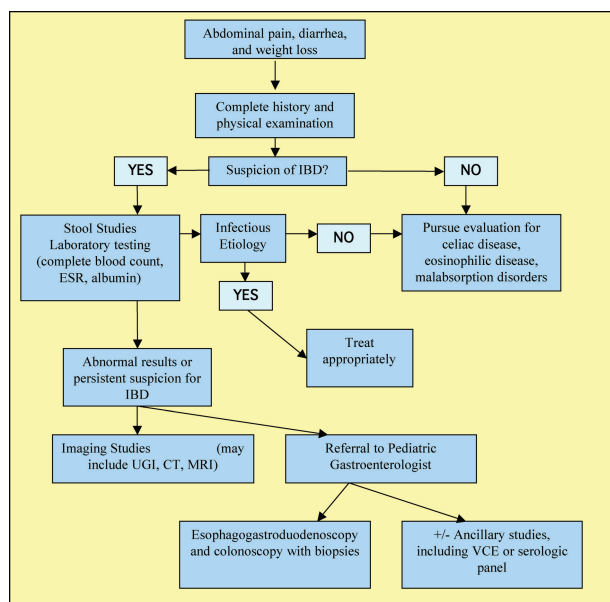 Abdominal pain, diarrhea,
and weight loss
Complete history and
physical examination
YES
Suspicion of IBD?
NO
Stool Studies
Laboratory testing
(complete blood count,
ESR, albumin)
Infectious
Etiology
NO
Pursue evaluation for
celiac disease,
eosinophilic disease,
malabsorption disorders
YES
Treat
appropriately
Abnormal results or
persistent suspicion for
IBD
Imaging Studies (may
include UGI, CT, MRI)
Referral to Pediatric
Gastroenterologist
Esophagogastroduodenoscopy
and colonoscopy with biopsies
+/- Ancillary studies,
including VCE or serologic
panel